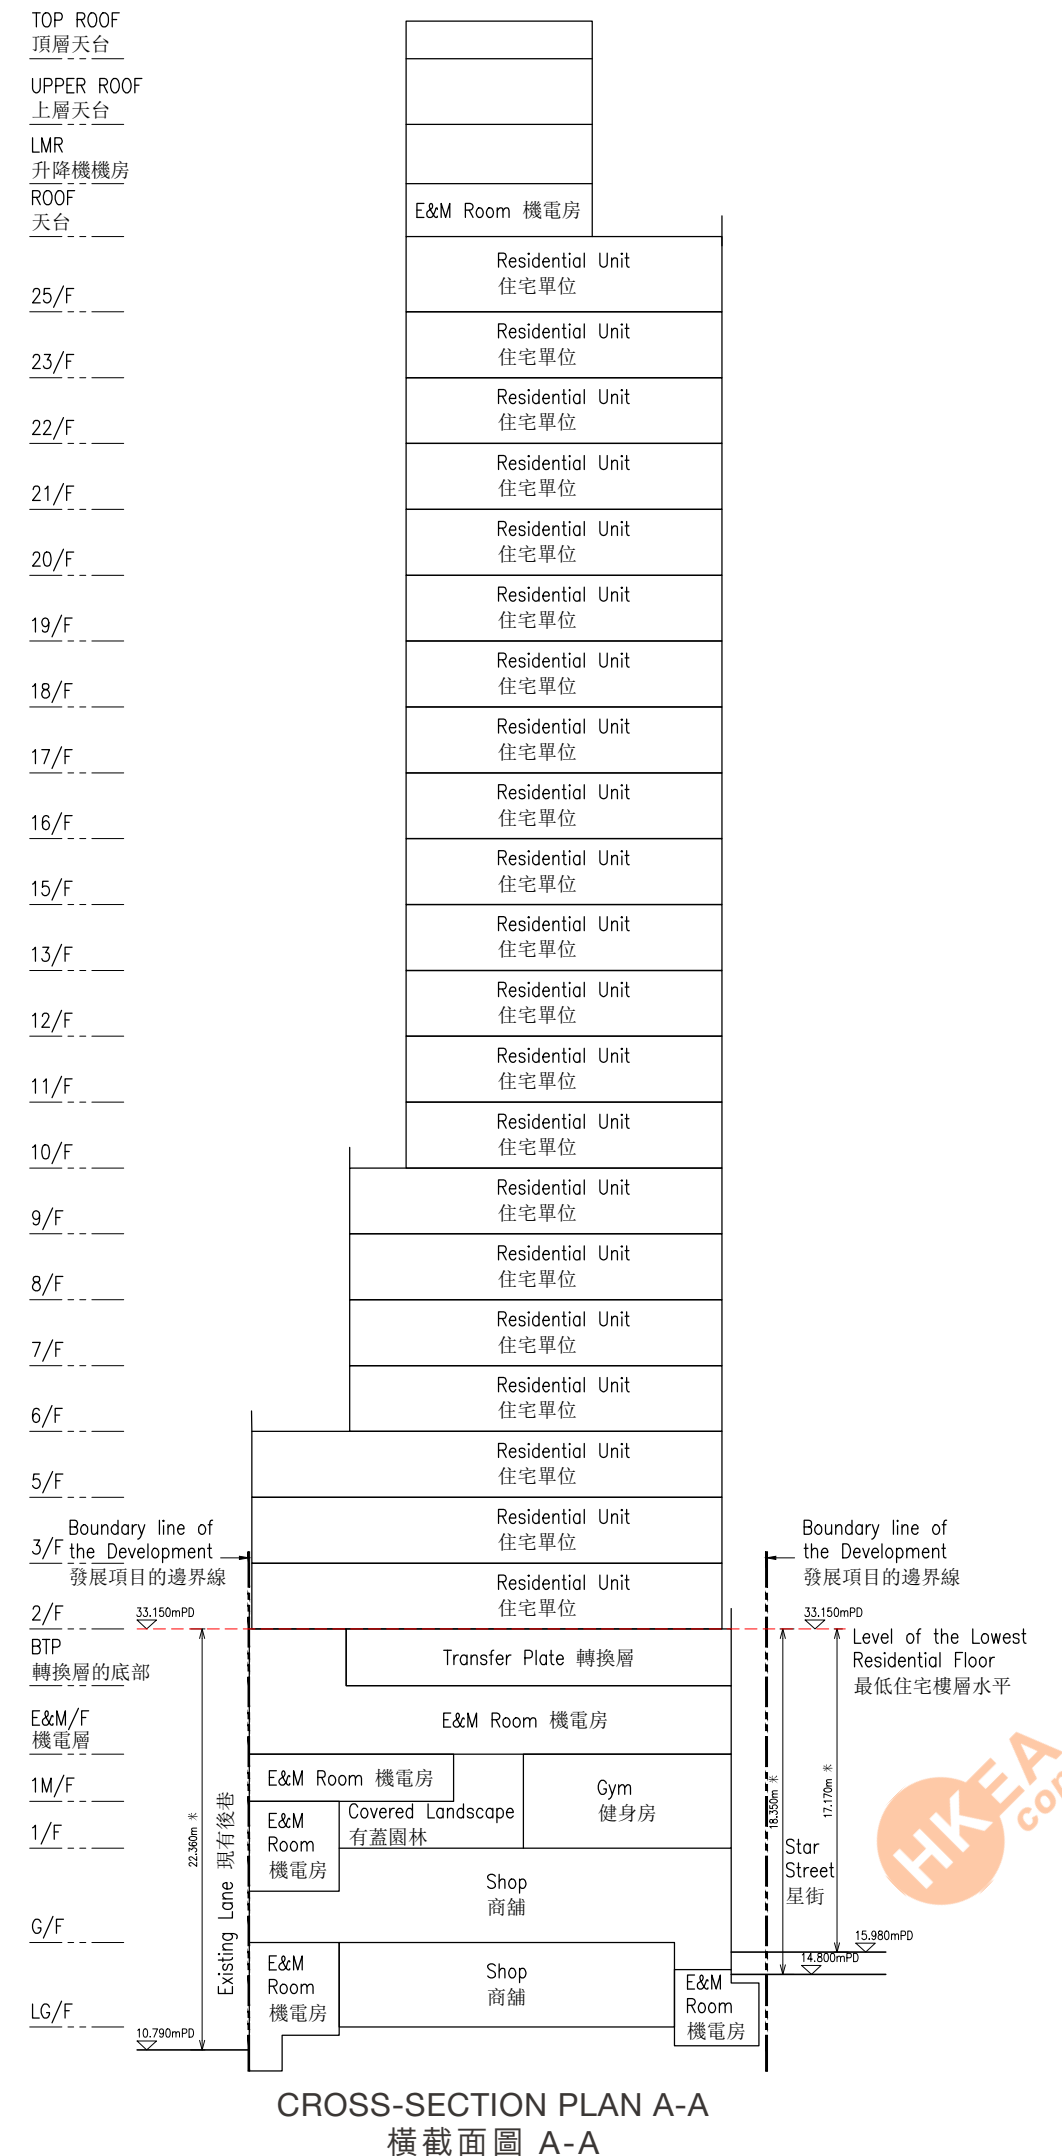 TOP ROOF
頂層天台
UPPER ROOF
上層天台
LMR
升降機機房
ROOF
天台
E&M Room 機電房
Residential Unit
住宅單位
25/F
Residential Unit
住宅單位
23/F
Residential Unit
住宅單位
22/F
Residential Unit
住宅單位
21/F
Residential Unit
住宅單位
20/F
Residential Unit
住宅單位
19/F
Residential Unit
住宅單位
18/F
Residential Unit
住宅單位
17/F
Residential Unit
住宅單位
16/F
Residential Unit
住宅單位
15/F
Residential Unit
住宅單位
13/F
Residential Unit
住宅單位
12/F
Residential Unit
住宅單位
11/F
Residential Unit
住宅單位
10/F
Residential Unit
住宅單位
9/F
Residential Unit
住宅單位
8/F
Residential Unit
住宅單位
7/F
Residential Unit
住宅單位
6/F
Residential Unit
住宅單位
5/F
Residential Unit
住宅單位
3/F
Boundary line of
the Development
發展項目的邊界線
Boundary line of
the Development
發展項目的邊界線
Residential Unit
住宅單位
2/F
33.150mPD
33.150mPD
Level of the Lowest
Residential Floor
最低住宅樓層水平
BTP
轉換層的底部
Transfer Plate 轉換層
E&M/F
機電層
E&M Room 機電房
1M/F
E&M Room 機電房
Gym
健身房
Covered Landscape
有蓋園林
1/F
E&M
Room
機電房
22.360m 米
Existing Lane 現有後巷
18.350m 米
17.170m 米
Star
Street
星街
Shop
商舖
G/F
15.980mPD
14.800mPD
E&M
Room
機電房
Shop
商舖
E&M
Room
機電房
LG/F
10.790mPD
HKEA
CROSS-SECTION PLAN A-A
橫截面圖 A-A